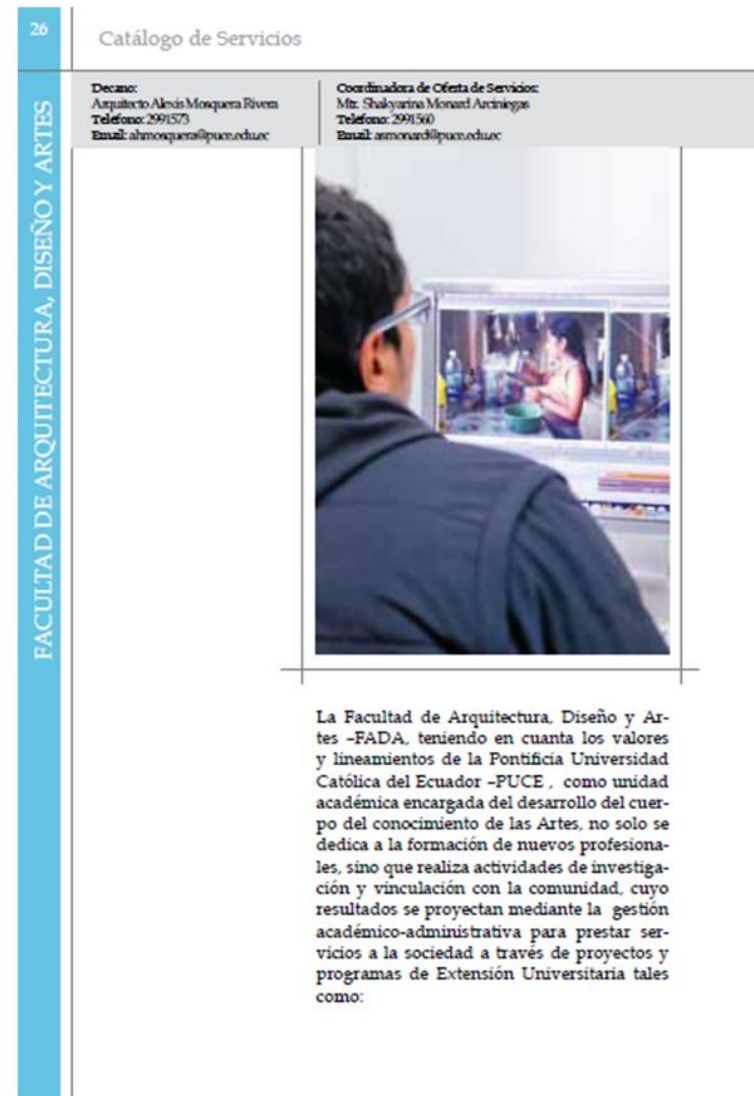 26
Catálogo de Servicios
FACULTAD DE ARQUITECTURA, DISEÑO Y ARTES
Decano:
Arquitecto Alexis Mosquera Rivera
Teléfono: 2991573
Email: ahmosquera@puce.edu.ec
Coordinadora de Oferta de Servicios:
Mtr. Shakyarina Monard Arciniegas
Teléfono: 2991560
Email: asmonard@puce.edu.ec
La Facultad de Arquitectura, Diseño y Ar-
tes –FADA, teniendo en cuanta los valores
y lineamientos de la Pontificia Universidad
Católica del Ecuador –PUCE , como unidad
académica encargada del desarrollo del cuer-
po del conocimiento de las Artes, no solo se
dedica a la formación de nuevos profesiona-
les, sino que realiza actividades de investiga-
ción y vinculación con la comunidad, cuyo
resultados se proyectan mediante la gestión
académico-administrativa para prestar ser-
vicios a la sociedad a través de proyectos y
programas de Extensión Universitaria tales
como: